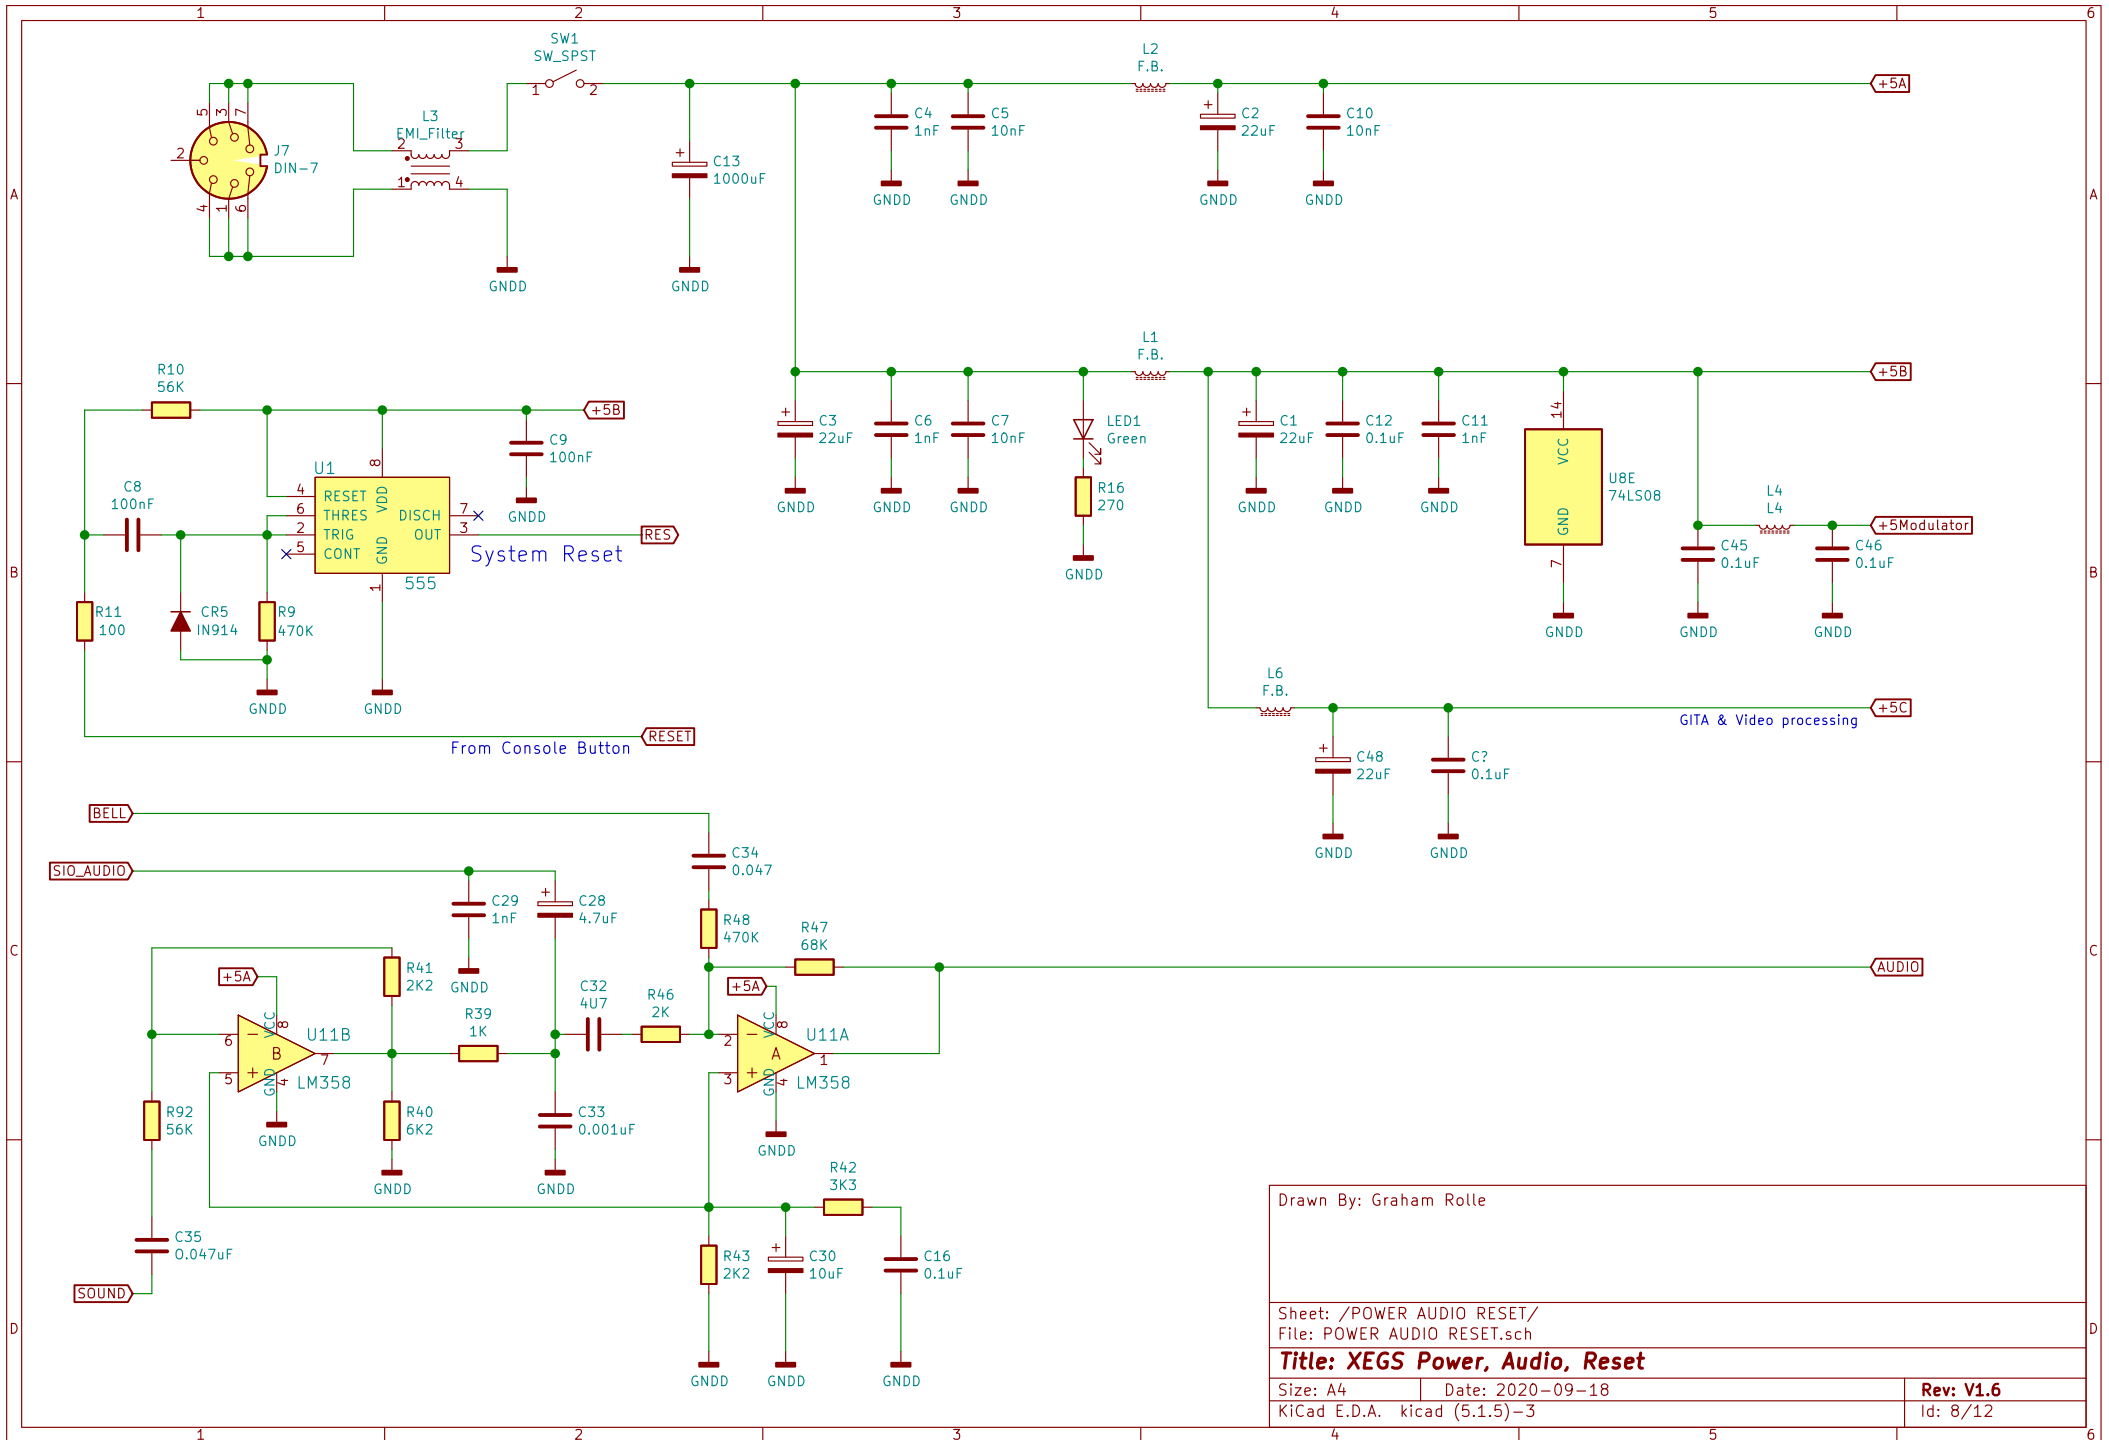 1 2 3 4 5 6
SW1
SW_SPST
1 2
L2
F.B.
+5A
5 3 7
2
J7
DIN-7
4 1 6
L3
EMI_Filter
2 3
1 4
+
C13
1000uF
C4
1nF
C5
10nF
+
C2
22uF
C10
10nF
GNDD
GNDD
GNDD
GNDD
A
A
GNDD
GNDD
L1
F.B.
+5B
R10
56K
+5B
C9
100nF
GNDD
C8
100nF
U1
8
4 RESET
6 THRES
2 TRIG
5 CONT
VDD
GND
DISCH 7
OUT 3
1
555
RES
System Reset
R11
100
CR5
IN914
R9
470K
GNDD
GNDD
From Console Button
RESET
+
C3
22uF
C6
1nF
C7
10nF
LED1
Green
R16
270
GNDD
GNDD
GNDD
GNDD
+
C1
22uF
C12
0.1uF
C11
1nF
GNDD
GNDD
GNDD
14
VCC
GND
7
U8E
74LS08
GNDD
L4
L4
+5Modulator
C45
0.1uF
C46
0.1uF
GNDD
GNDD
B
B
L6
F.B.
+5C
GITA & Video processing
+
C48
22uF
C?
0.1uF
GNDD
GNDD
BELL
SIO_AUDIO
C34
0.047
C29
1nF
+
C28
4.7uF
GNDD
R48
470K
R47
68K
AUDIO
C
C
+5A
R41
2K2
R39
1K
C32
4U7
R46
2K
+5A
6
5
-
+
B
VCC
8
GND
4
7
U11B
LM358
GNDD
2
3
-
+
A
VCC
8
GND
4
1
U11A
LM358
GNDD
R92
56K
R40
6K2
GNDD
C33
0.001uF
GNDD
R42
3K3
C35
0.047uF
SOUND
R43
2K2
+
C30
10uF
C16
0.1uF
GNDD
GNDD
GNDD
D
D
Drawn By: Graham Rolle
Sheet: /POWER AUDIO RESET/
File: POWER AUDIO RESET.sch
Title: XEGS Power, Audio, Reset
Size: A4
Date: 2020-09-18
Rev: V1.6
KiCad E.D.A. kicad (5.1.5)-3
Id: 8/12
1 2 3 4 5 6